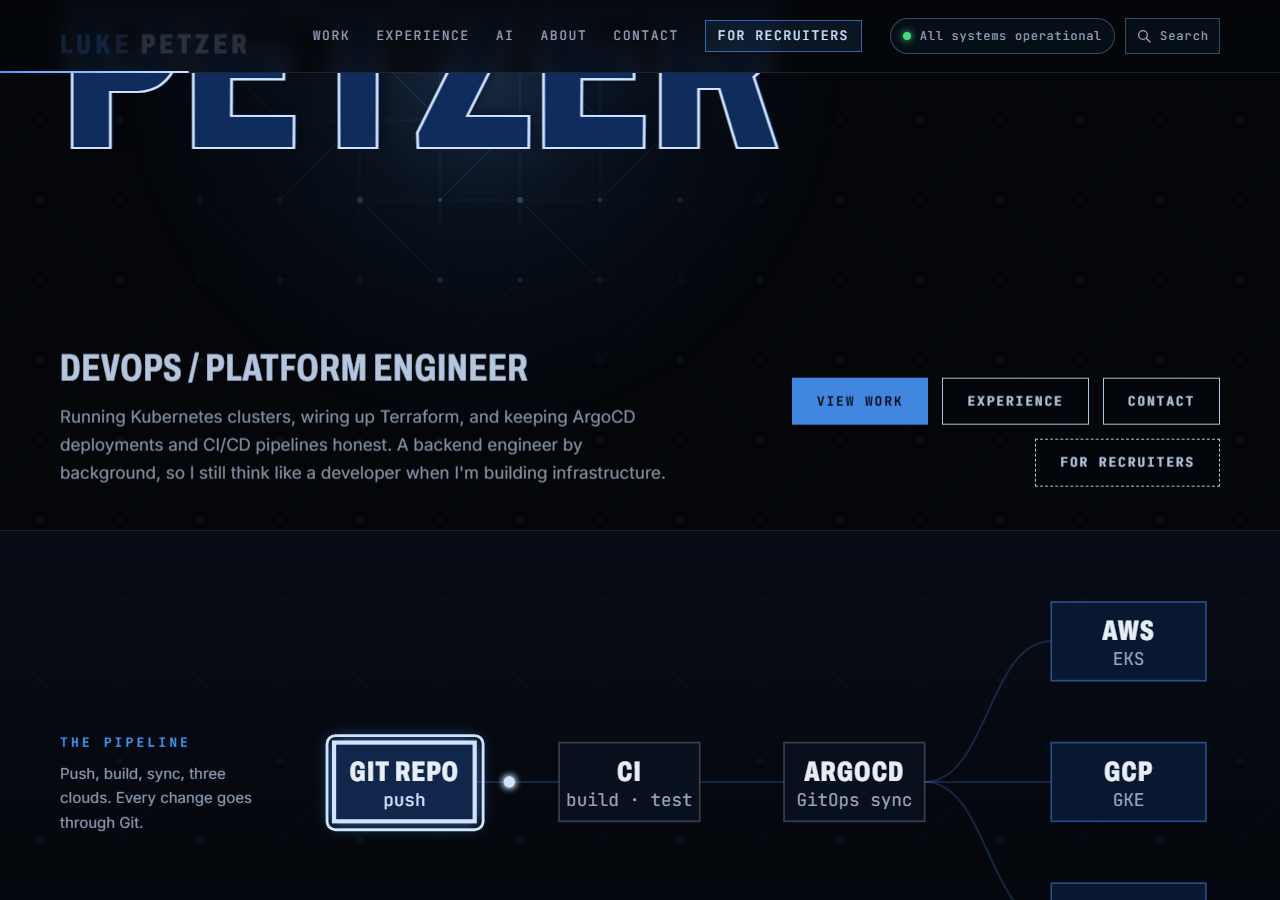 LUKE PETZER
WORK EXPERIENCE AI ABOUT CONTACT FOR RECRUITERS All systems operational Search
PETZER
DEVOPS / PLATFORM ENGINEER
Running Kubernetes clusters, wiring up Terraform, and keeping ArgoCD
deployments and CI/CD pipelines honest. A backend engineer by
background, so I still think like a developer when I'm building infrastructure.
VIEW WORK EXPERIENCE CONTACT
FOR RECRUITERS
THE PIPELINE
Push, build, sync, three
clouds. Every change goes
through Git.
GIT REPO
push
CI
build · test
ARGOCD
GitOps sync
AWS
EKS
GCP
GKE